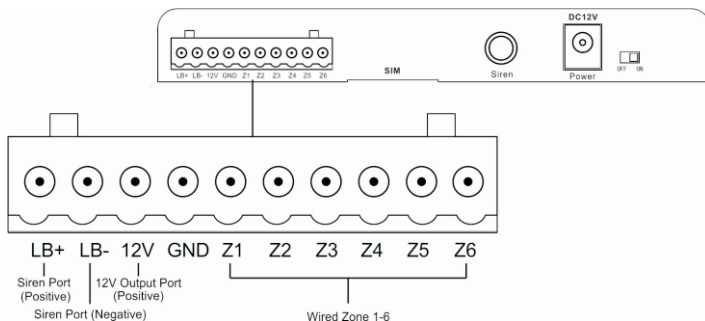 DC12V
LB+ LB- 12V GND Z1 Z2 Z3 Z4 Z5 Z6
SIM
Siren
Power
OFF ON
LB+ LB- 12V GND Z1 Z2 Z3 Z4 Z5 Z6
Siren Port
(Positive)
12V Output Port
(Positive)
Siren Port (Negative)
Wired Zone 1-6